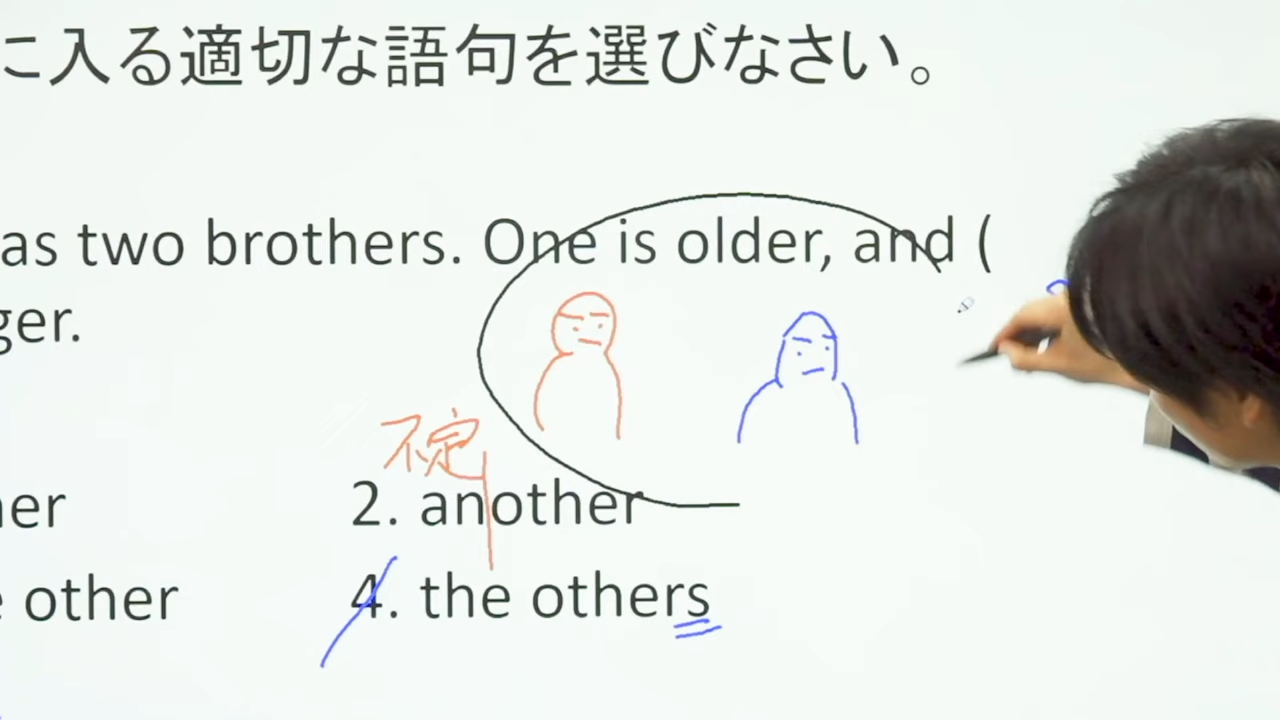 に入る適切な語句を選びなさい。
as two brothers. One is older, and (
ger.
不定
her
2. another
other
4. the others